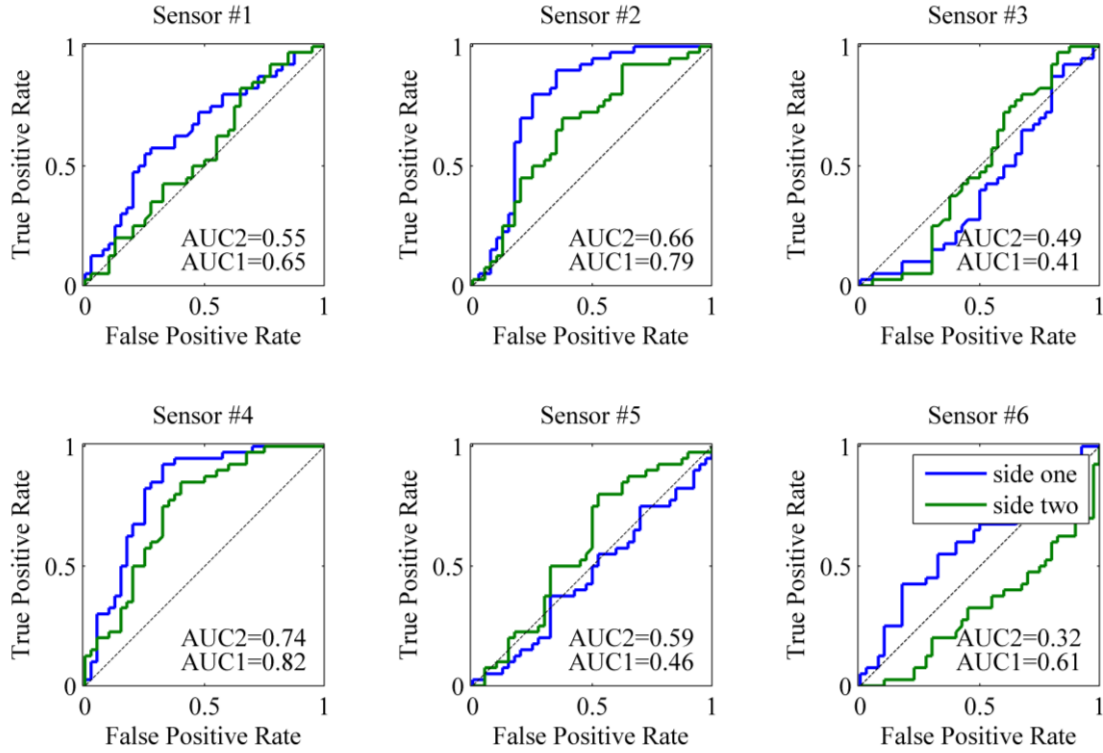 Sensor #1
1
0.5
0
True Positive Rate
AUC2=0.55
AUC1=0.65
0
0.5
1
False Positive Rate
Sensor #2
1
0.5
0
True Positive Rate
AUC2=0.66
AUC1=0.79
0
0.5
1
False Positive Rate
Sensor #3
1
0.5
0
True Positive Rate
AUC2=0.49
AUC1=0.41
0
0.5
1
False Positive Rate
Sensor #4
1
0.5
0
True Positive Rate
AUC2=0.74
AUC1=0.82
0
0.5
1
False Positive Rate
Sensor #5
1
0.5
0
True Positive Rate
AUC2=0.59
AUC1=0.46
0
0.5
1
False Positive Rate
Sensor #6
1
0.5
0
True Positive Rate
side one
side two
AUC2=0.32
AUC1=0.61
0
0.5
1
False Positive Rate